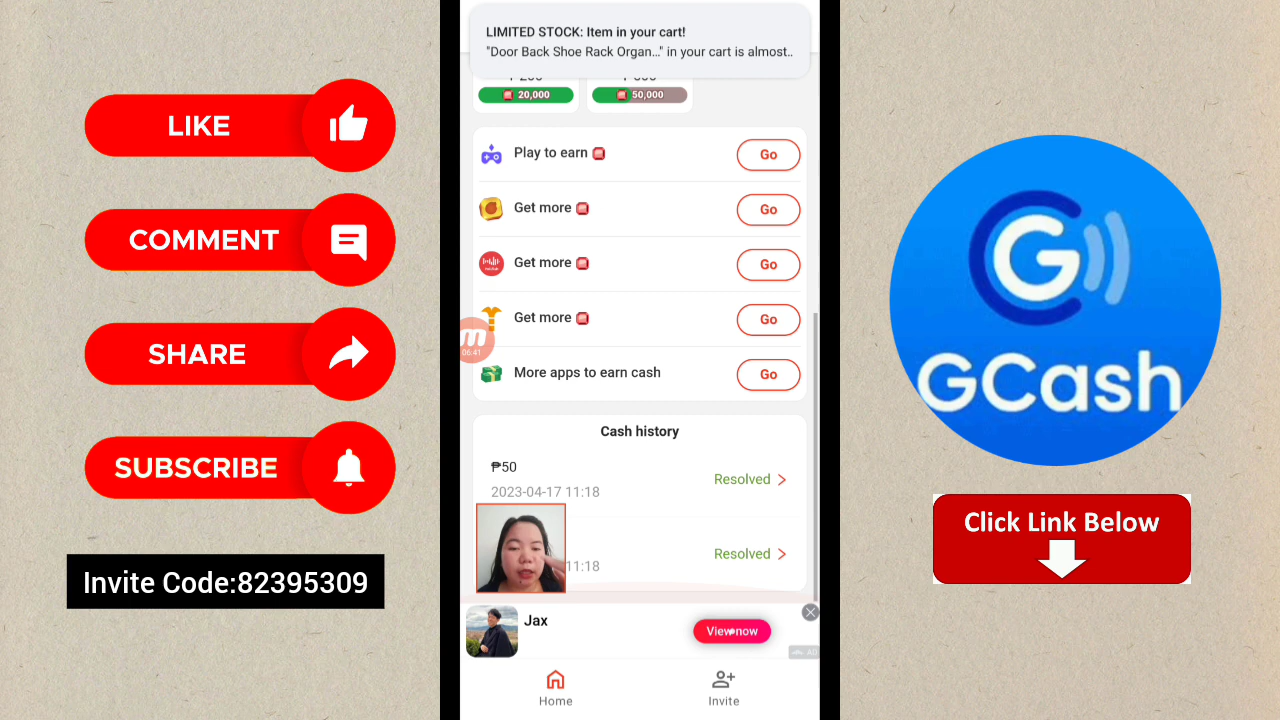 LIKE
COMMENT
SHARE
SUBSCRIBE
Invite Code:82395309
LIMITED STOCK: Item in your cart!
"Door Back Shoe Rack Organ..." in your cart is almost..
20,000
50,000
Play to earn
Go
Get more
Go
Get more
Go
Get more
Go
More apps to earn cash
Go
06:41
Cash history
₱50
Resolved
2023-04-17 11:18
Resolved
11:18
Jax
View now
AD
Home
Invite
G
GCash
Click Link Below